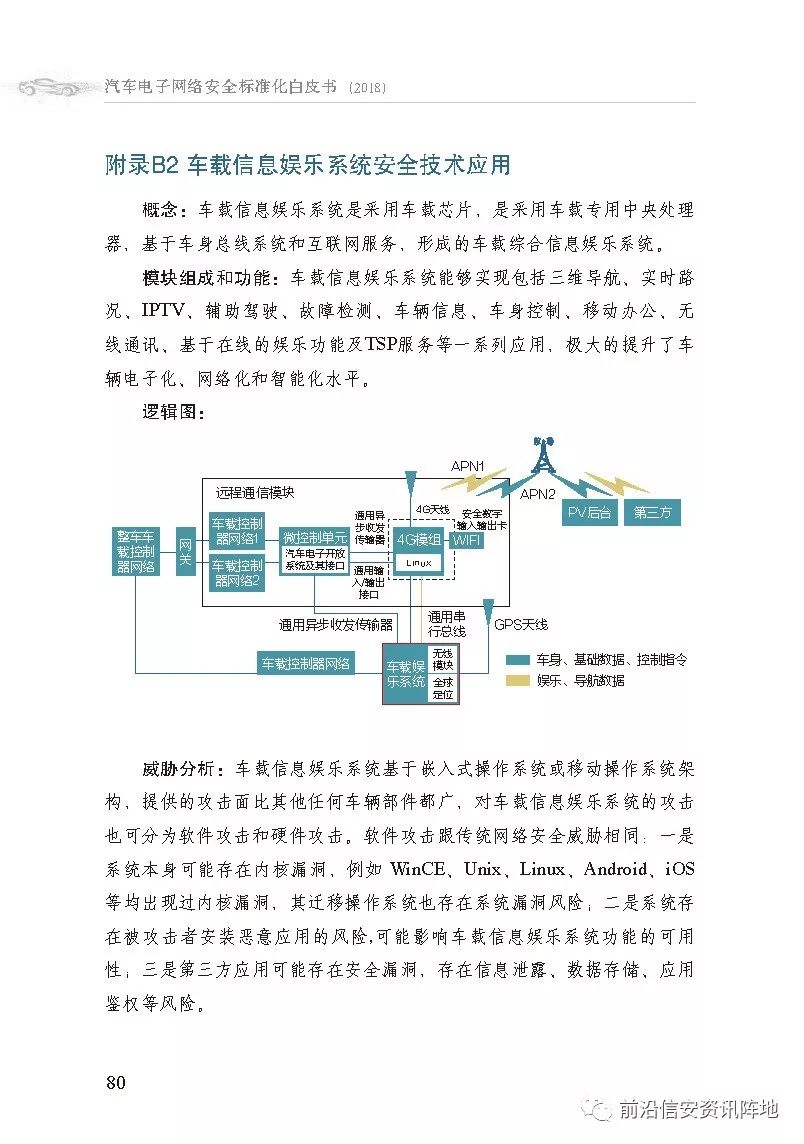 汽车电子网络安全标准化白皮书 (2018)
附录B2 车载信息娱乐系统安全技术应用
概念：车载信息娱乐系统是采用车载芯片，是采用车载专用中央处理
器，基于车身总线系统和互联网服务，形成的车载综合信息娱乐系统。
模块组成和功能：车载信息娱乐系统能够实现包括三维导航、实时路
况、IPTV、辅助驾驶、故障检测、车辆信息、车身控制、移动办公、无
线通讯、基于在线的娱乐功能及TSP服务等一系列应用，极大的提升了车
辆电子化、网络化和智能化水平。
逻辑图：
APN1
APN2
PV后台
第三方
远程通信模块
4G天线
通用异
步收发
传输器
安全数字
输入输出卡
整车车
载控制
器网络
网
关
车载控制
器网络1
车载控制
器网络2
微控制单元
汽车电子开放
系统及其接口
4G模组
Linux
WIFI
通用输
入/输出
接口
通用异步收发传输器
通用串
行总线
GPS天线
车载控制器网络
车载娱
乐系统
无线
模块
全球
定位
车身、基础数据、控制指令
娱乐、导航数据
威胁分析：车载信息娱乐系统基于嵌入式操作系统或移动操作系统架
构，提供的攻击面比其他任何车辆部件都广，对车载信息娱乐系统的攻击
也可分为软件攻击和硬件攻击。软件攻击跟传统网络安全威胁相同：一是
系统本身可能存在内核漏洞，例如 WinCE、Unix、Linux、Android、iOS
等均出现过内核漏洞，其迁移操作系统也存在系统漏洞风险；二是系统存
在被攻击者安装恶意应用的风险,可能影响车载信息娱乐系统功能的可用
性；三是第三方应用可能存在安全漏洞，存在信息泄露、数据存储、应用
鉴权等风险。
80
前沿信安资讯阵地